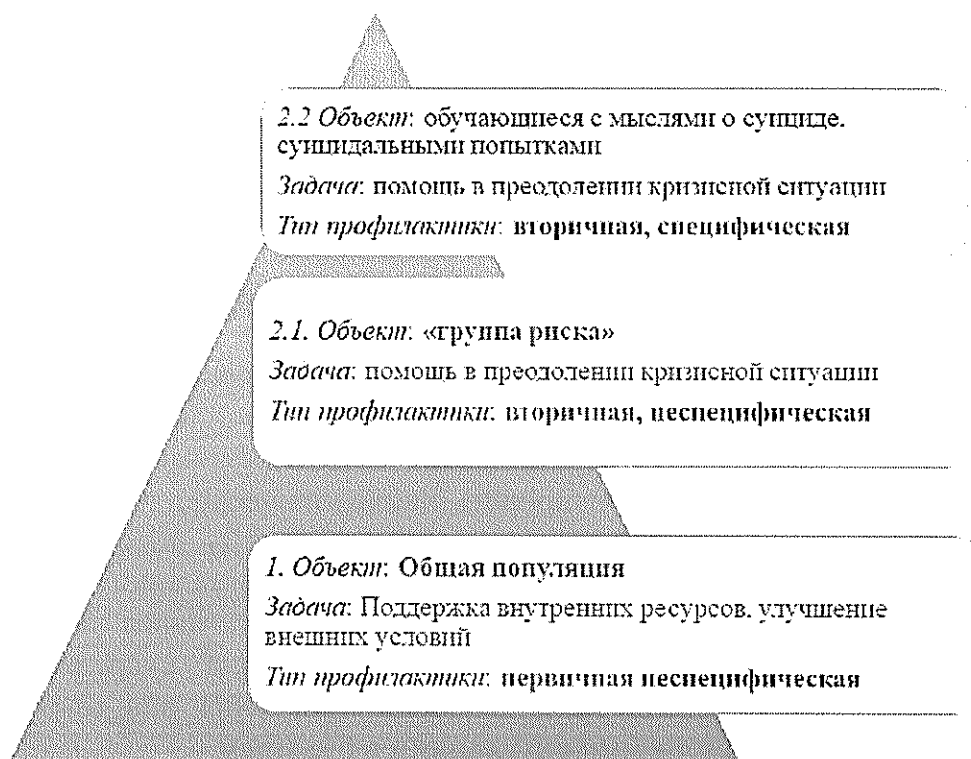 2.2 Объект: обучающиеся с мыслями о суициде,
суицидальными попытками
Задача: помощь в преодолении кризисной ситуации
Тип профилактики: вторичная, специфическая
2.1. Объект: «группа риска»
Задача: помощь в преодолении кризисной ситуации
Тип профилактики: вторичная, неспецифическая
1. Объект: Общая популяция
Задача: Поддержка внутренних ресурсов, улучшение
внешних условий
Тип профилактики: первичная неспецифическая